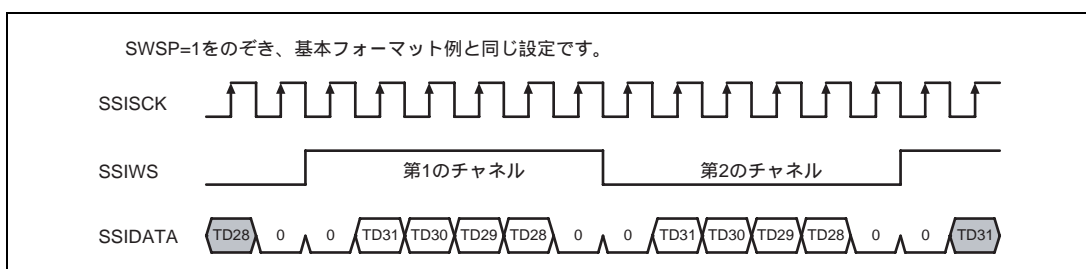 SWSP=1をのぞき、基本フォーマット例と同じ設定です。
SSISCK
SSIWS 第1のチャネル 第2のチャネル
SSIDATA TD28 0 0 TD31 TD30 TD29 TD28 0 0 TD31 TD30 TD29 TD28 0 0 TD31